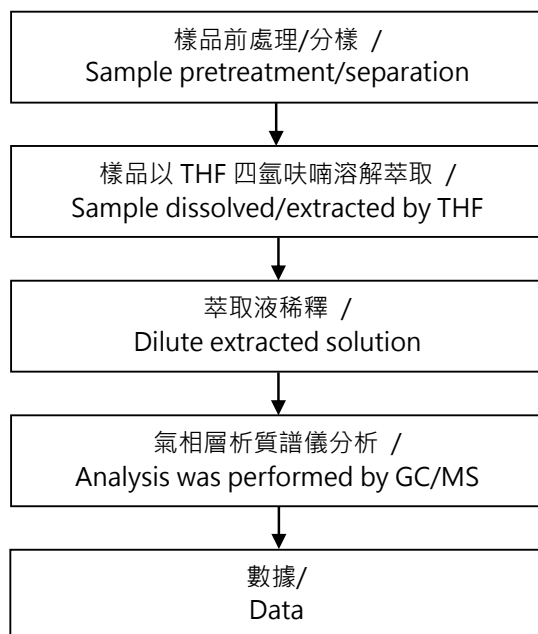 樣品前處理/分樣 /
Sample pretreatment/separation
樣品以 THF 四氫呋喃溶解萃取 /
Sample dissolved/extracted by THF
萃取液稀釋 /
Dilute extracted solution
氣相層析質譜儀分析 /
Analysis was performed by GC/MS
數據/
Data